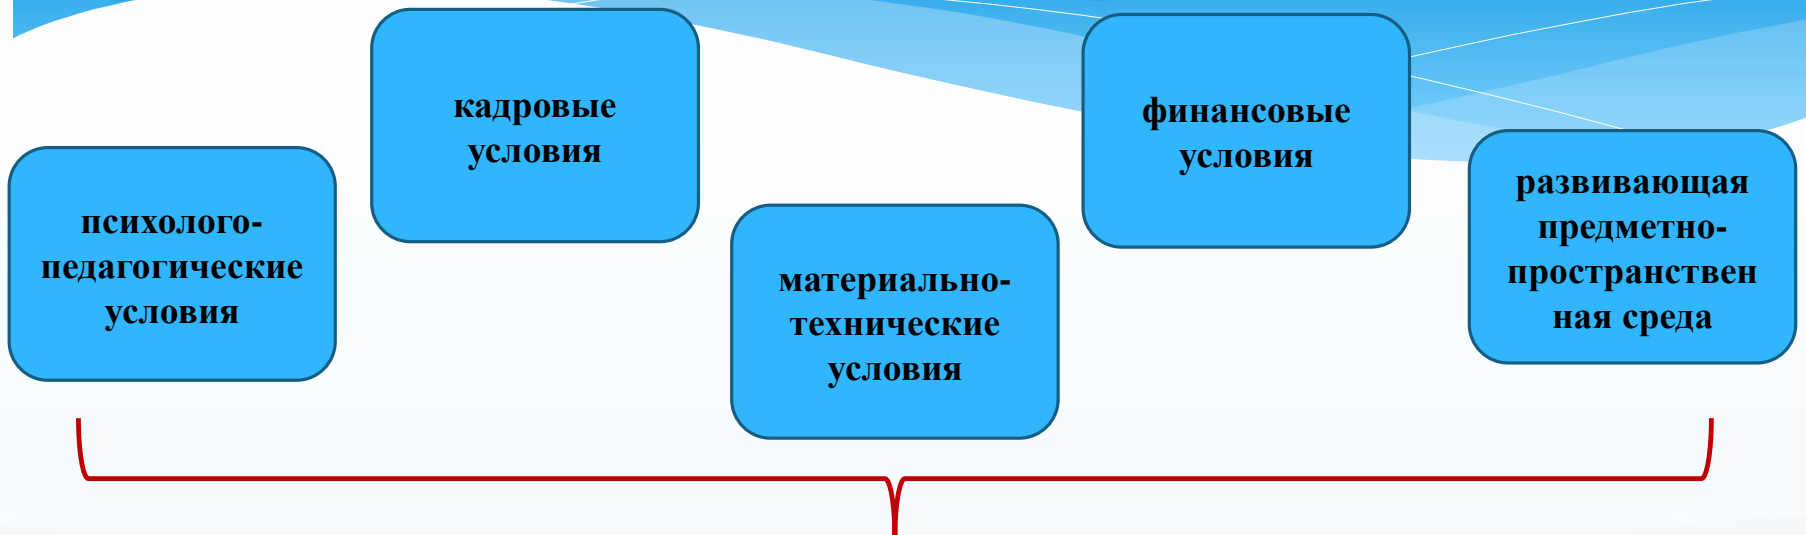 психолого-
педагогические
условия
кадровые
условия
материально-
технические
условия
финансовые
условия
развивающая
предметно-
пространствен
ная среда